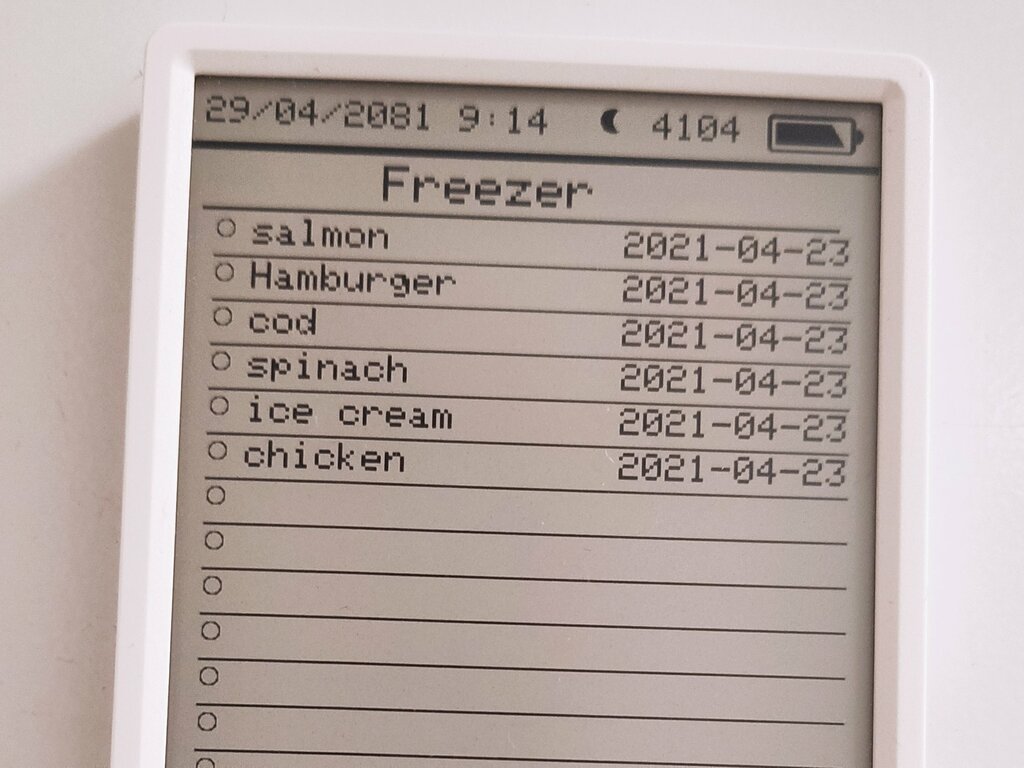 29/04/2081 9:14 4104
Freezer
salmon 2021-04-23
Hamburger 2021-04-23
cod 2021-04-23
spinach 2021-04-23
ice cream 2021-04-23
chicken 2021-04-23